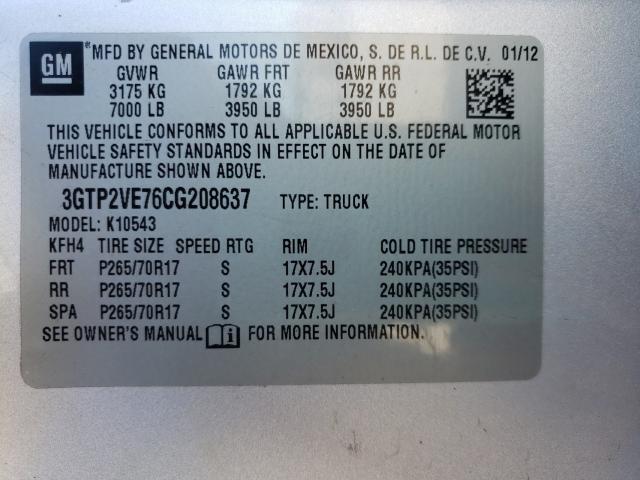 GM *MFD BY GENERAL MOTORS DE MEXICO, S. DE R.L. DE C.V. 01/12
GVWR GAWR FRT GAWR RR
3175 KG 1792 KG 1792 KG
7000 LB 3950 LB 3950 LB
THIS VEHICLE CONFORMS TO ALL APPLICABLE U.S. FEDERAL MOTOR
VEHICLE SAFETY STANDARDS IN EFFECT ON THE DATE OF
MANUFACTURE SHOWN ABOVE.
3GTP2VE76CG208637 TYPE: TRUCK
MODEL: K10543
KFH4 TIRE SIZE SPEED RTG RIM COLD TIRE PRESSURE
FRT P265/70R17 S 17X7.5J 240KPA(35PSI)
RR P265/70R17 S 17X7.5J 240KPA(35PSI)
SPA P265/70R17 S 17X7.5J 240KPA(35PSI)
SEE OWNER'S MANUAL i FOR MORE INFORMATION.